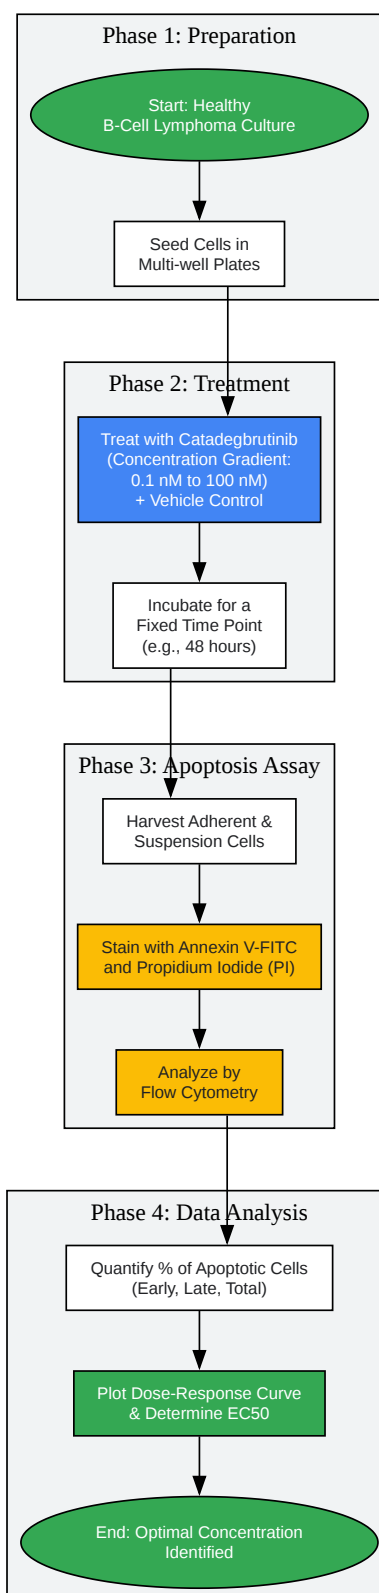 Phase 1: Preparation
Start: Healthy
B-Cell Lymphoma Culture
Seed Cells in
Multi-well Plates
Phase 2: Treatment
Treat with Catadegbrutinib
(Concentration Gradient:
0.1 nM to 100 nM)
+ Vehicle Control
Incubate for a
Fixed Time Point
(e.g., 48 hours)
Phase 3: Apoptosis Assay
Harvest Adherent &
Suspension Cells
Stain with Annexin V-FITC
and Propidium Iodide (PI)
Analyze by
Flow Cytometry
Phase 4: Data Analysis
Quantify % of Apoptotic Cells
(Early, Late, Total)
Plot Dose-Response Curve
& Determine EC50
End: Optimal Concentration
Identified